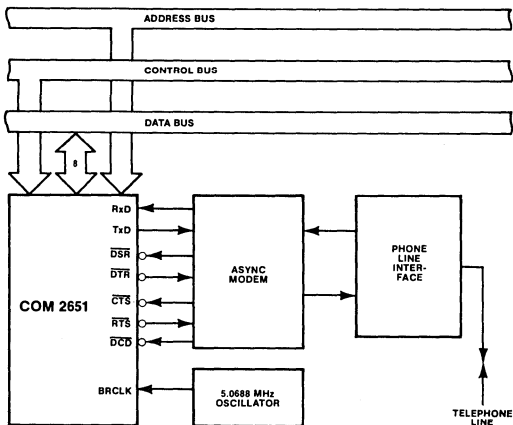 ADDRESS BUS
CONTROL BUS
DATA BUS
8
RxD
TxD
DSR
DTR
CTS
RTS
DCD
BRCLK
COM 2651
ASYNC
MODEM
PHONE
LINE
INTER-
FACE
5.0688 MHz
OSCILLATOR
TELEPHONE
LINE